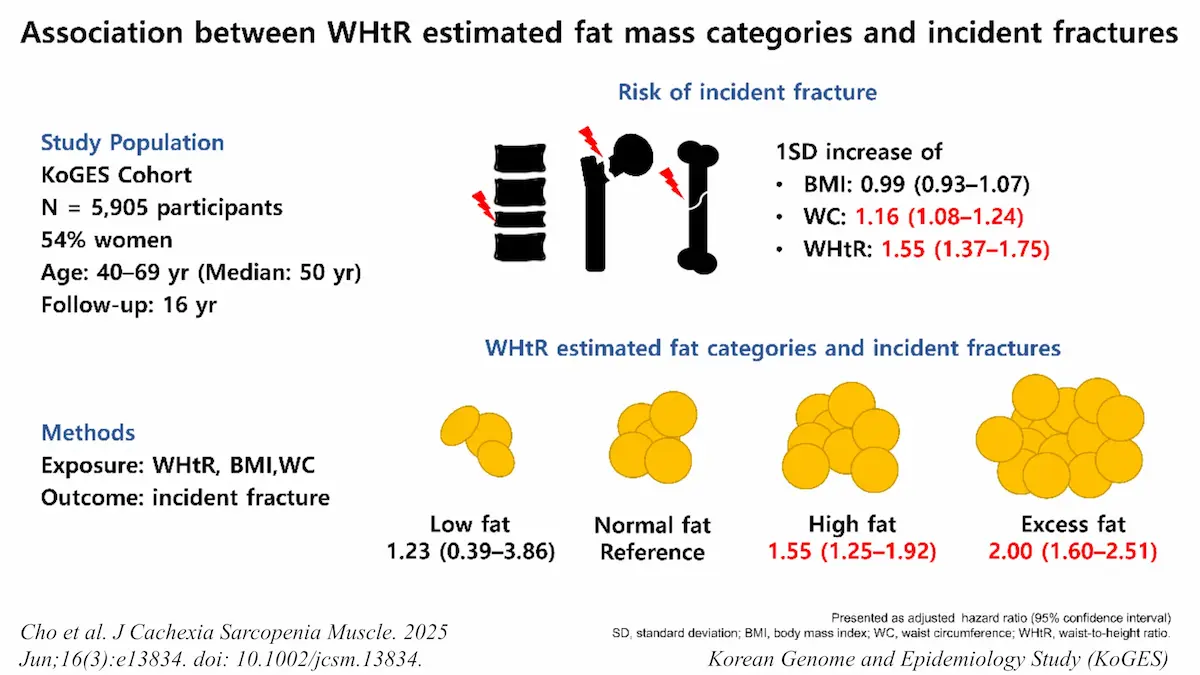 Association between WHtR estimated fat mass categories and incident fractures
Study Population
KoGES Cohort
N = 5,905 participants
54% women
Age: 40–69 yr (Median: 50 yr)
Follow-up: 16 yr
Risk of incident fracture
1SD increase of
• BMI: 0.99 (0.93–1.07)
• WC: 1.16 (1.08–1.24)
• WHtR: 1.55 (1.37–1.75)
Methods
Exposure: WHtR, BMI,WC
Outcome: incident fracture
WHtR estimated fat categories and incident fractures
Low fat
1.23 (0.39–3.86)
Normal fat
Reference
High fat
1.55 (1.25–1.92)
Excess fat
2.00 (1.60–2.51)
Presented as adjusted hazard ratio (95% confidence interval)
SD, standard deviation; BMI, body mass index; WC, waist circumference; WHtR, waist-to-height ratio.
Cho et al. J Cachexia Sarcopenia Muscle. 2025
Jun;16(3):e13834. doi: 10.1002/jcsm.13834.
Korean Genome and Epidemiology Study (KoGES)